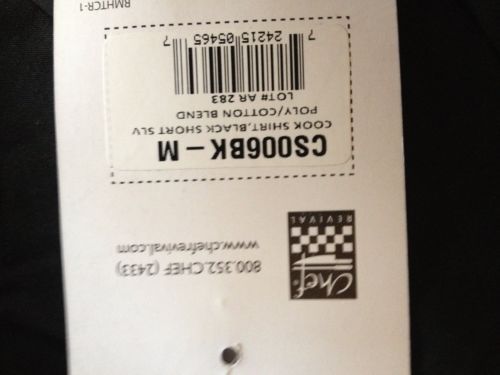 Chef®
REVIVAL
800.352.CHEF (2433)
www.chefrevival.com
CS006BK – M
COOK SHIRT,BLACK SHORT SLV
POLY/COTTON BLEND
LOT# AR 283
7 24215 05465 7
RMHTCR-1